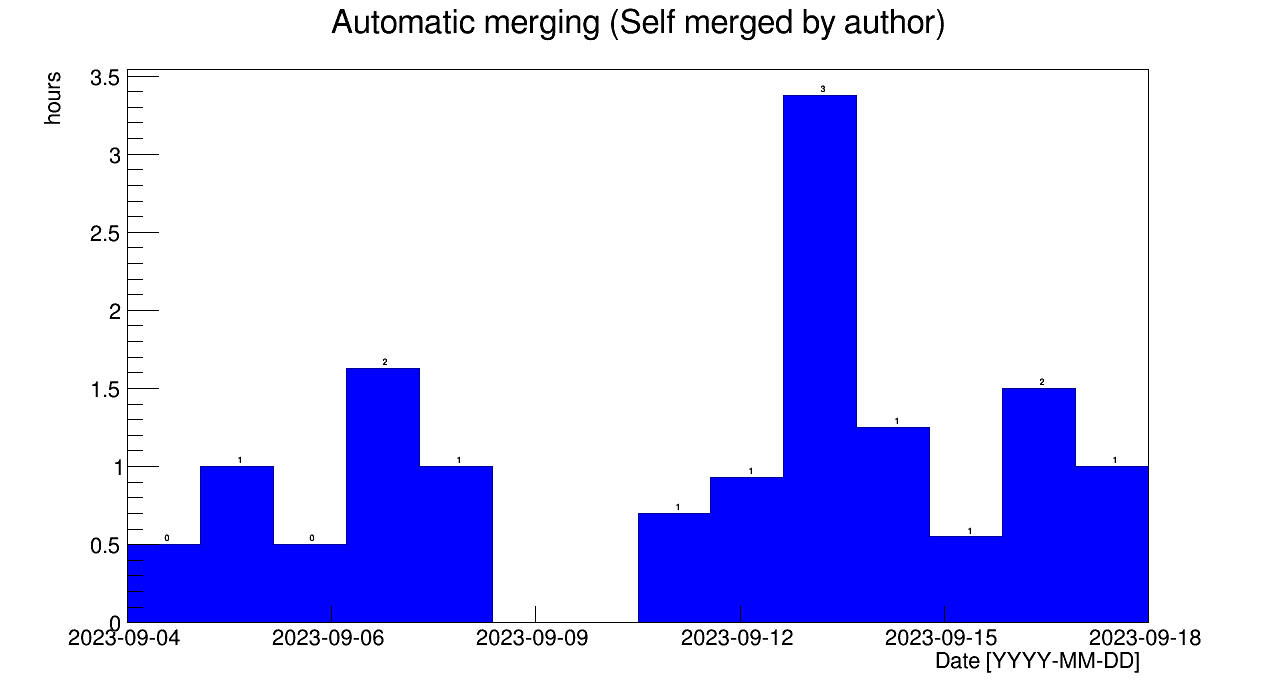 Automatic merging (Self merged by author)
hours
3.5
3
2.5
2
1.5
1
0.5
0
0 1 0 2 1 1 1 3 1 1 2 1
2023-09-04 2023-09-06 2023-09-09 2023-09-12 2023-09-15 2023-09-18
Date [YYYY-MM-DD]